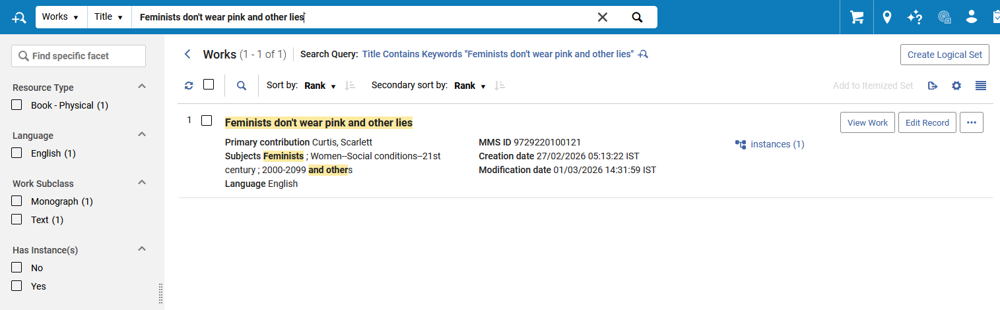 Works ▾ Title ▾ Feminists don't wear pink and other lies
Find specific facet
Resource Type
Book - Physical (1)
Language
English (1)
Work Subclass
Monograph (1)
Text (1)
Has Instance(s)
No
Yes
Works (1 - 1 of 1) Search Query: Title Contains Keywords "Feminists don't wear pink and other lies"
Create Logical Set
Sort by: Rank ▾ Secondary sort by: Rank ▾ Add to Itemized Set
1 Feminists don't wear pink and other lies
View Work Edit Record ...
Primary contribution Curtis, Scarlett
Subjects Feminists ; Women--Social conditions--21st
century ; 2000-2099 and others
Language English
MMS ID 9729220100121
Creation date 27/02/2026 05:13:22 IST
Modification date 01/03/2026 14:31:59 IST
instances (1)